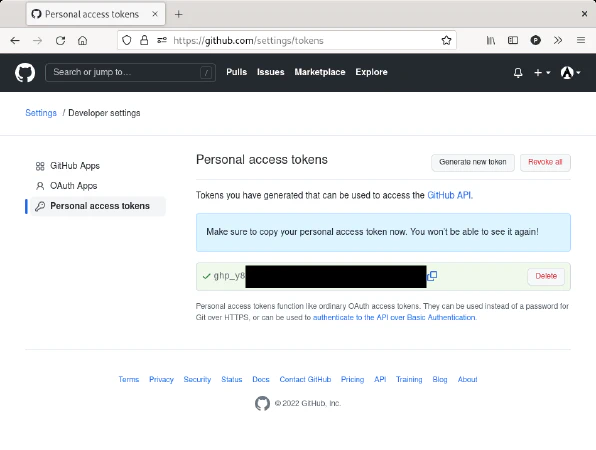 Personal access tokens
https://github.com/settings/tokens
Search or jump to…
/
Pulls Issues Marketplace Explore
Settings / Developer settings
GitHub Apps
OAuth Apps
Personal access tokens
Personal access tokens
Generate new token
Revoke all
Tokens you have generated that can be used to access the GitHub API.
Make sure to copy your personal access token now. You won't be able to see it again!
ghp_y8
Delete
Personal access tokens function like ordinary OAuth access tokens. They can be used instead of a password for
Git over HTTPS, or can be used to authenticate to the API over Basic Authentication.
Terms Privacy Security Status Docs Contact GitHub Pricing API Training Blog About
© 2022 GitHub, Inc.